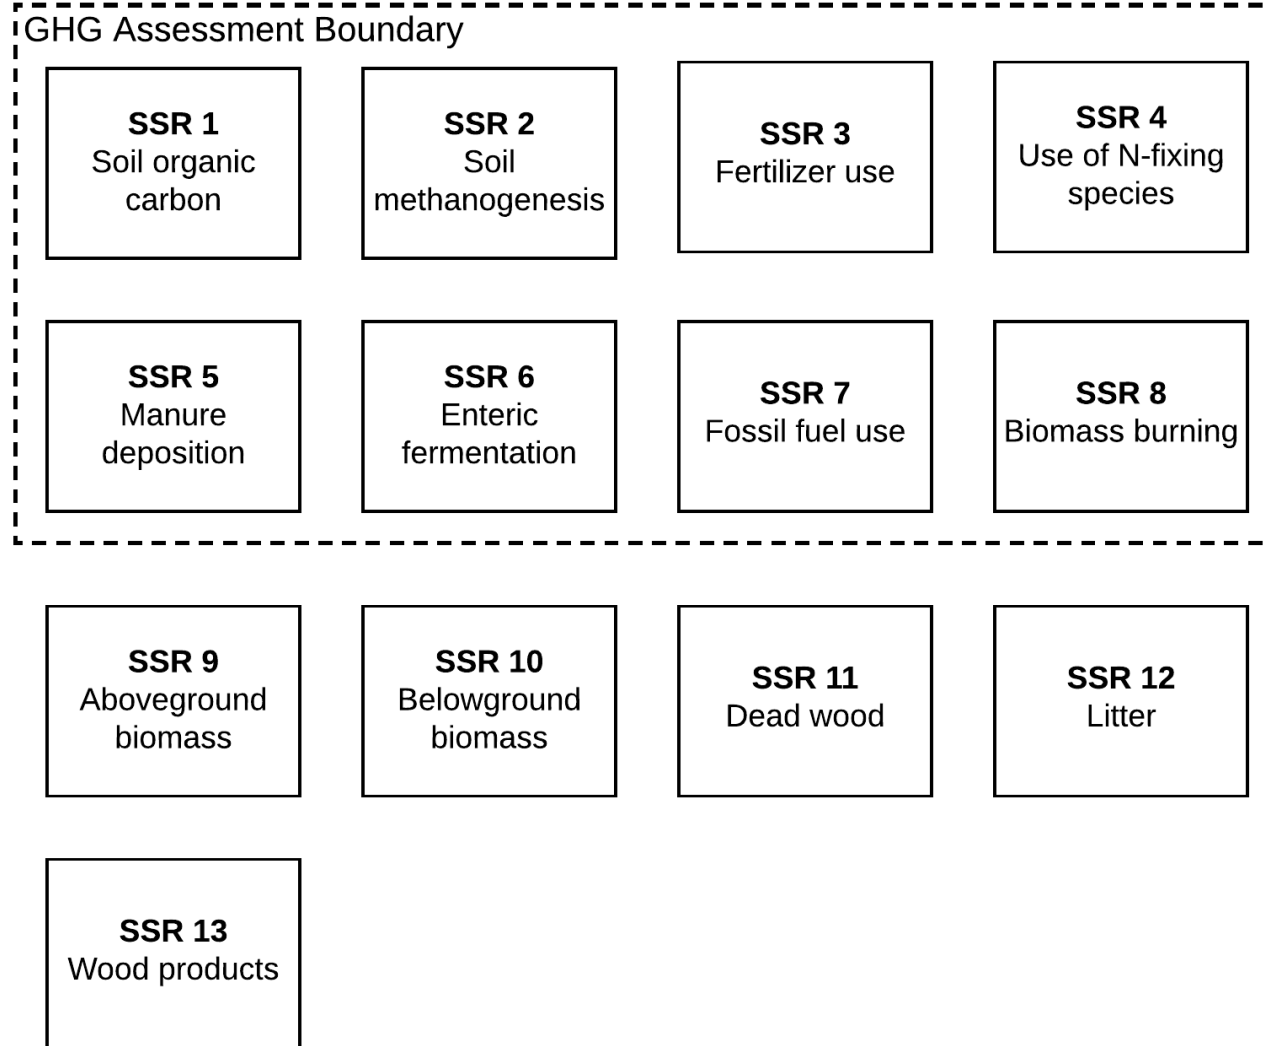 GHG Assessment Boundary
SSR 1
Soil organic
carbon
SSR 2
Soil
methanogenesis
SSR 3
Fertilizer use
SSR 4
Use of N-fixing
species
SSR 5
Manure
deposition
SSR 6
Enteric
fermentation
SSR 7
Fossil fuel use
SSR 8
Biomass burning
SSR 9
Aboveground
biomass
SSR 10
Belowground
biomass
SSR 11
Dead wood
SSR 12
Litter
SSR 13
Wood products